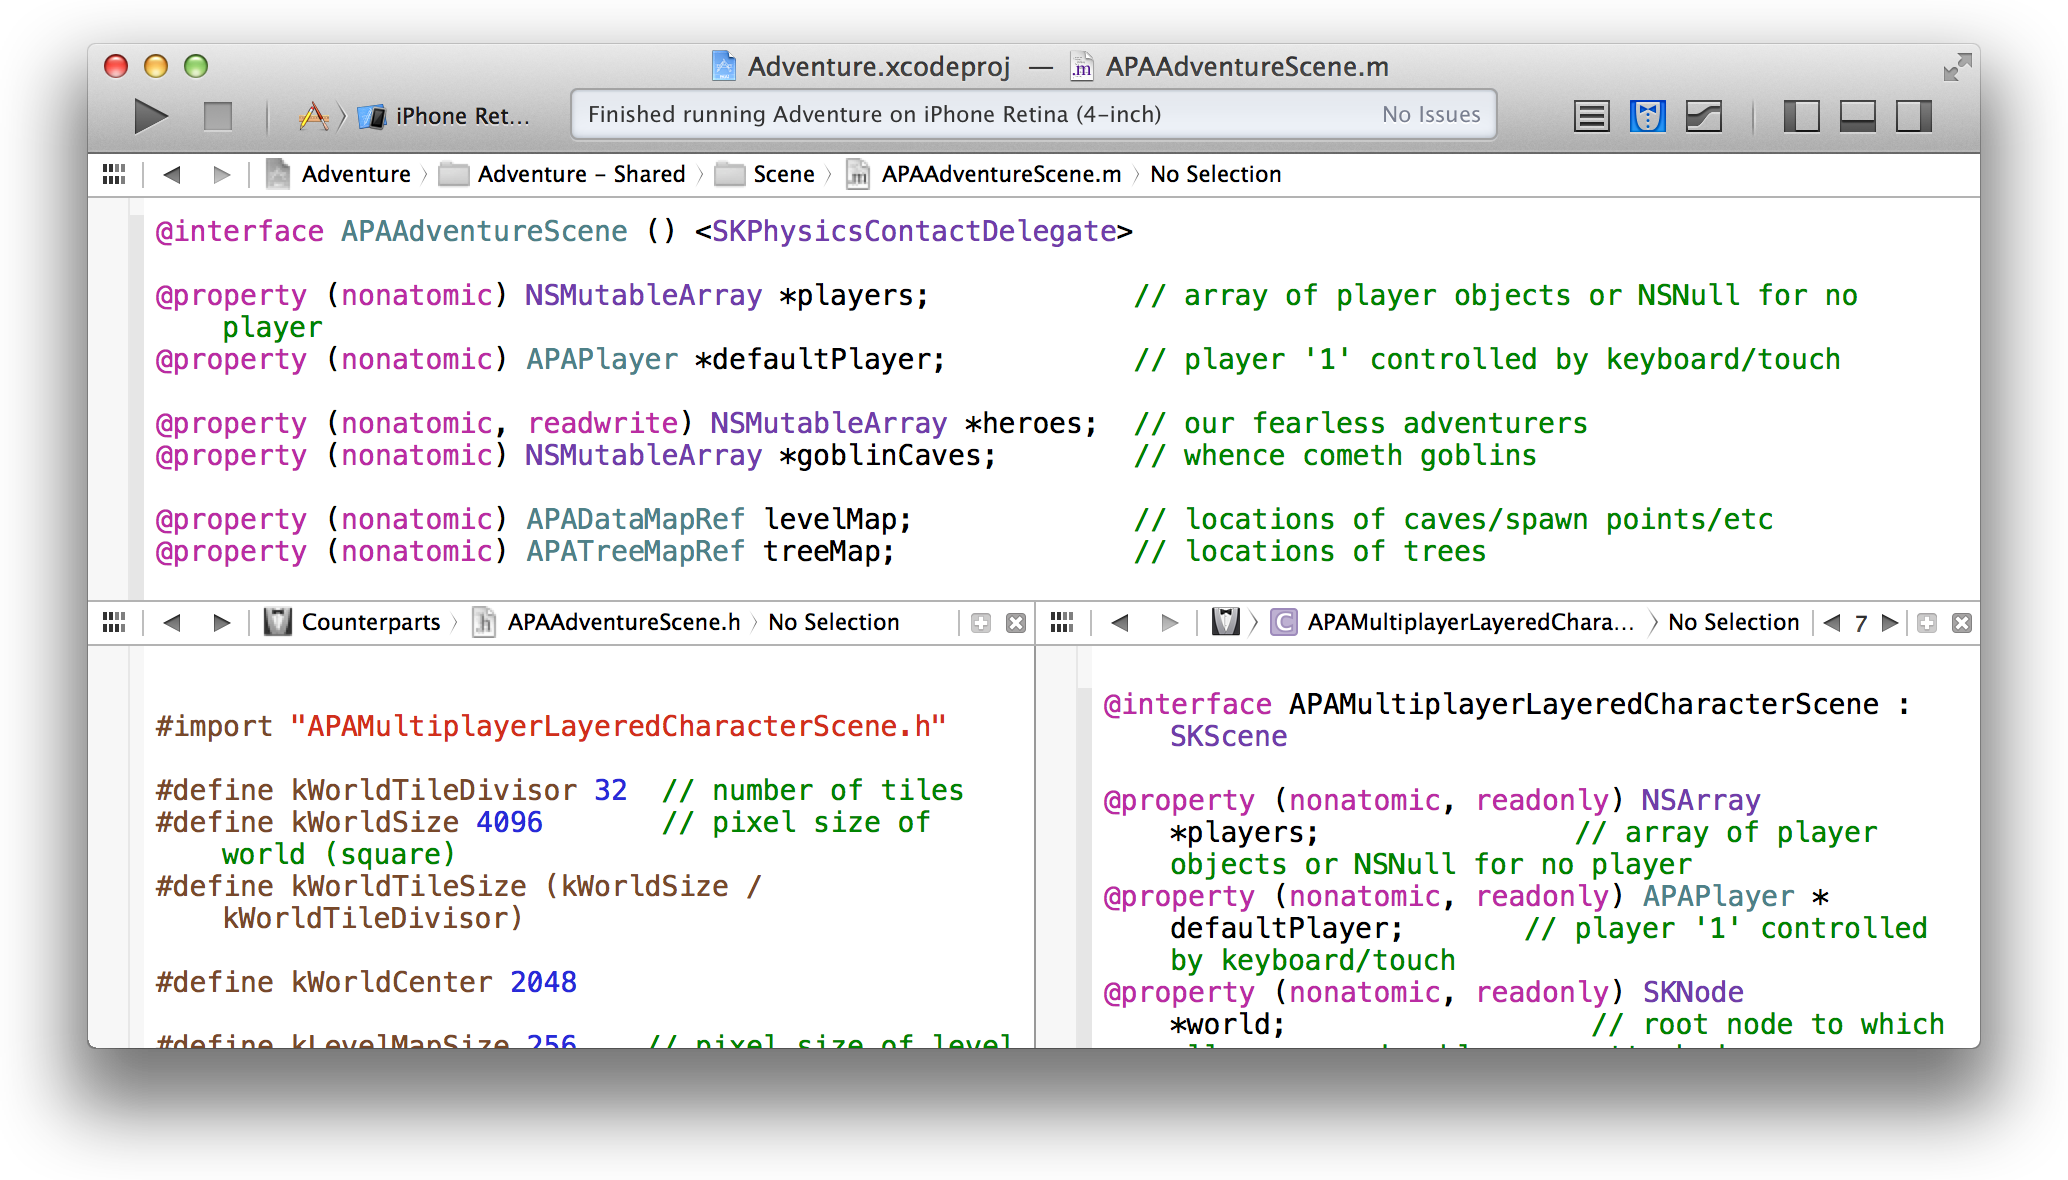 Adventure.xcodeproj — APAAdventureScene.m
iPhone Ret...
Finished running Adventure on iPhone Retina (4-inch) No Issues
Adventure Adventure – Shared Scene APAAdventureScene.m No Selection
@interface APAAdventureScene () <SKPhysicsContactDelegate>
@property (nonatomic) NSMutableArray *players; // array of player objects or NSNull for no
player
@property (nonatomic) APAPlayer *defaultPlayer; // player '1' controlled by keyboard/touch
@property (nonatomic, readwrite) NSMutableArray *heroes; // our fearless adventurers
@property (nonatomic) NSMutableArray *goblinCaves; // whence cometh goblins
@property (nonatomic) APADataMapRef levelMap; // locations of caves/spawn points/etc
@property (nonatomic) APATreeMapRef treeMap; // locations of trees
Counterparts APAAdventureScene.h No Selection
#import "APAMultiplayerLayeredCharacterScene.h"
#define kWorldTileDivisor 32 // number of tiles
#define kWorldSize 4096 // pixel size of
world (square)
#define kWorldTileSize (kWorldSize /
kWorldTileDivisor)
#define kWorldCenter 2048
#define kLevelMapSize 256 // pixel size of level
C APAMultiplayerLayeredChara... No Selection 7
@interface APAMultiplayerLayeredCharacterScene :
SKScene
@property (nonatomic, readonly) NSArray
*players; // array of player
objects or NSNull for no player
@property (nonatomic, readonly) APAPlayer *
defaultPlayer; // player '1' controlled
by keyboard/touch
@property (nonatomic, readonly) SKNode
*world; // root node to which